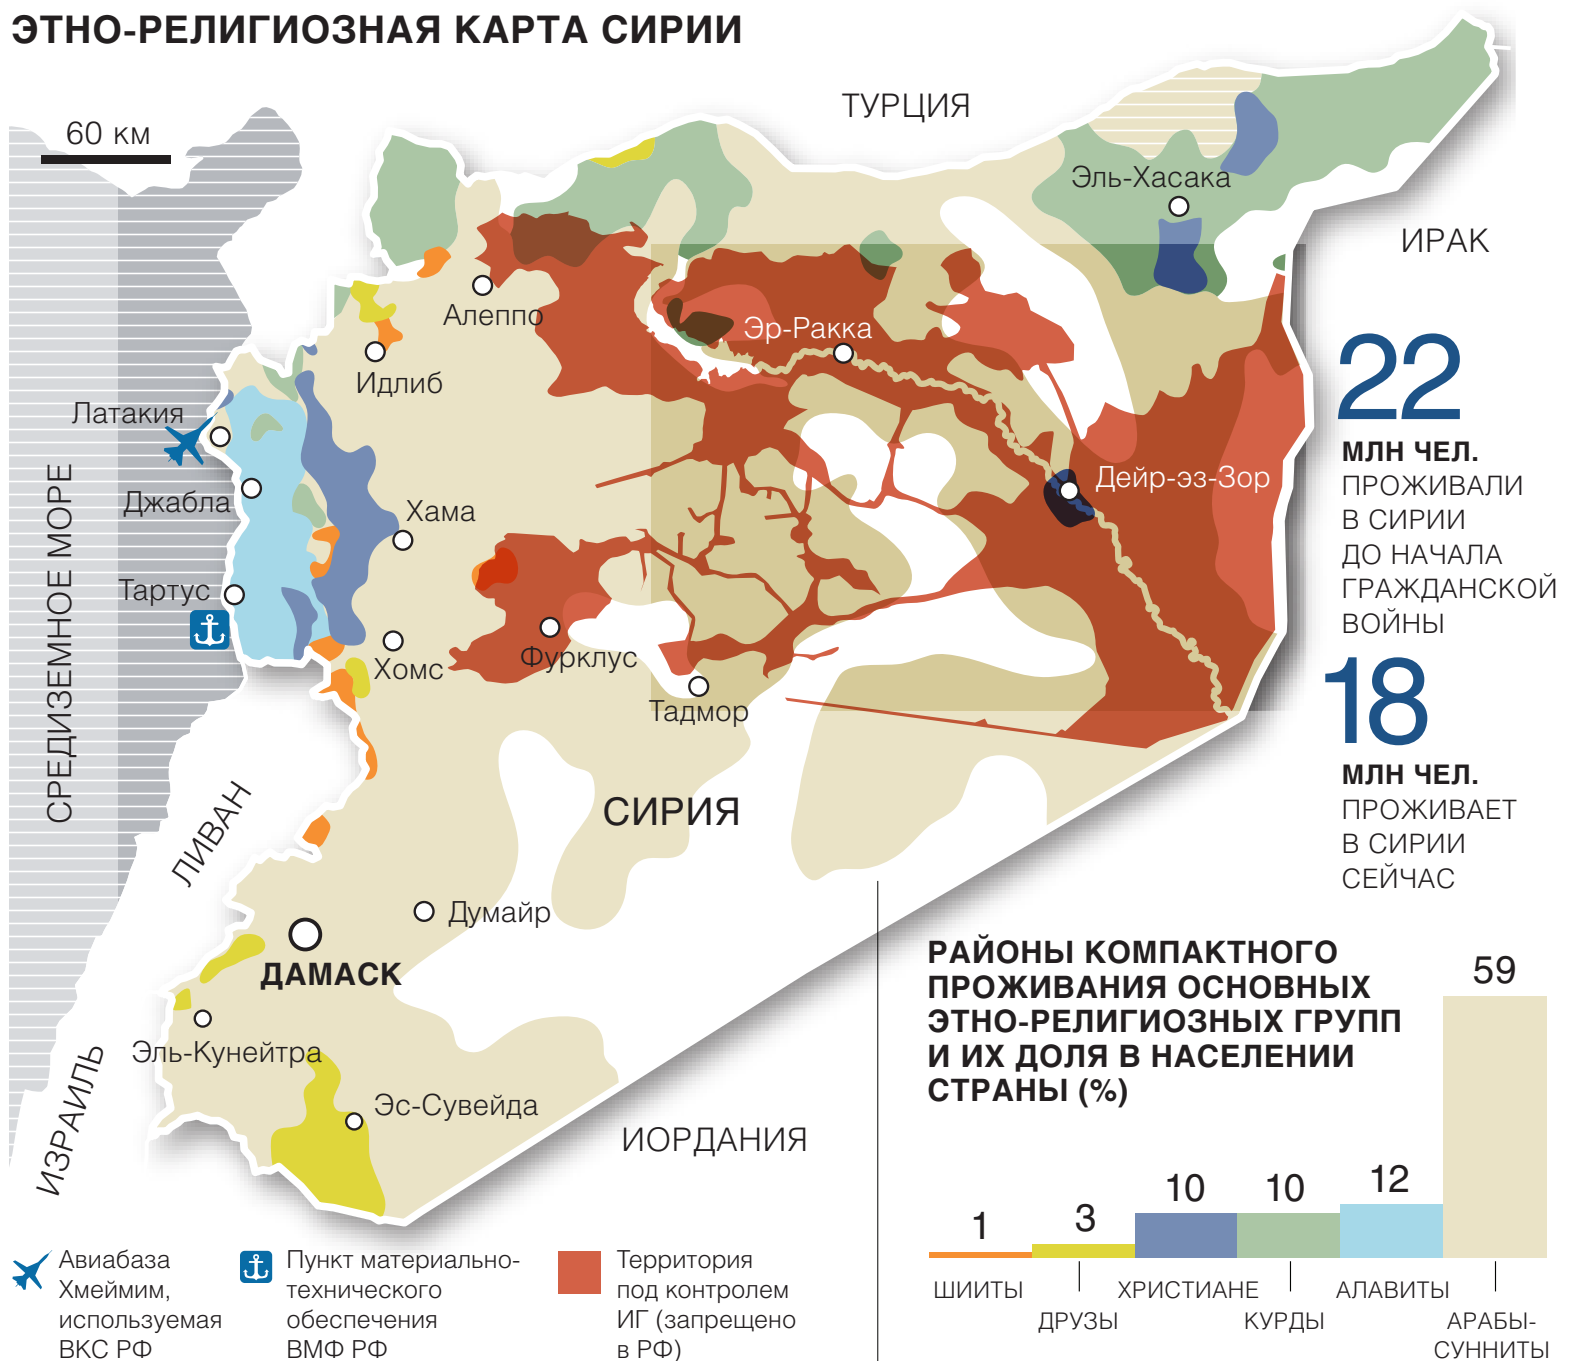 ЭТНО-РЕЛИГИОЗНАЯ КАРТА СИРИИ
60 км
ТУРЦИЯ
Эль-Хасака
ИРАК
Алеппо
Эр-Ракка
Идлиб
Латакия
Джабла
Хама
Дейр-эз-Зор
Тартус
Хомс
Фурклус
Тадмор
СРЕДИЗЕМНОЕ МОРЕ
СИРИЯ
ЛИВАН
Думайр
ДАМАСК
Эль-Кунейтра
Эс-Сувейда
ИЗРАИЛЬ
ИОРДАНИЯ
22
МЛН ЧЕЛ.
ПРОЖИВАЛИ
В СИРИИ
ДО НАЧАЛА
ГРАЖДАНСКОЙ
ВОЙНЫ
18
МЛН ЧЕЛ.
ПРОЖИВАЕТ
В СИРИИ
СЕЙЧАС
РАЙОНЫ КОМПАКТНОГО
ПРОЖИВАНИЯ ОСНОВНЫХ
ЭТНО-РЕЛИГИОЗНЫХ ГРУПП
И ИХ ДОЛЯ В НАСЕЛЕНИИ
СТРАНЫ (%)
1
3
10
10
12
59
ШИИТЫ
ДРУЗЫ
ХРИСТИАНЕ
КУРДЫ
АЛАВИТЫ
АРАБЫ-
СУННИТЫ
Авиабаза
Хмеймим,
используемая
ВКС РФ
Пункт материально-
технического
обеспечения
ВМФ РФ
Территория
под контролем
ИГ (запрещено
в РФ)